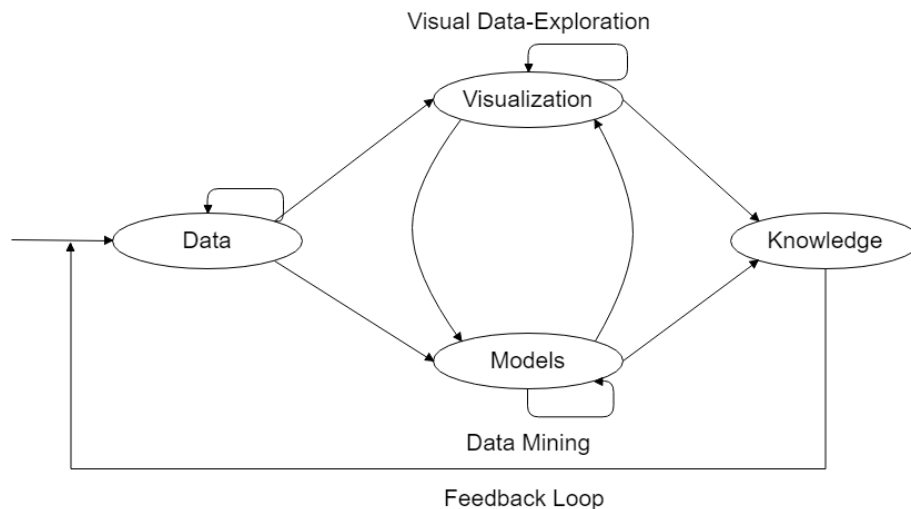 Visual Data-Exploration
Visualization
Data
Knowledge
Models
Data Mining
Feedback Loop